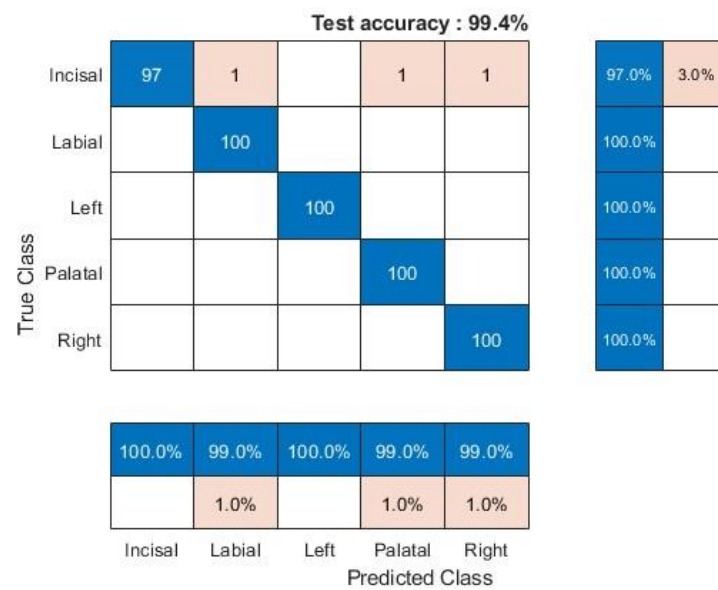 Test accuracy : 99.4%
Incisal 97 1 1 1 97.0% 3.0%
Labial 100 100.0%
Left 100 100.0%
Palatal 100 100.0%
Right 100 100.0%
True Class
100.0% 99.0% 100.0% 99.0% 99.0%
1.0% 1.0% 1.0%
Incisal Labial Left Palatal Right
Predicted Class